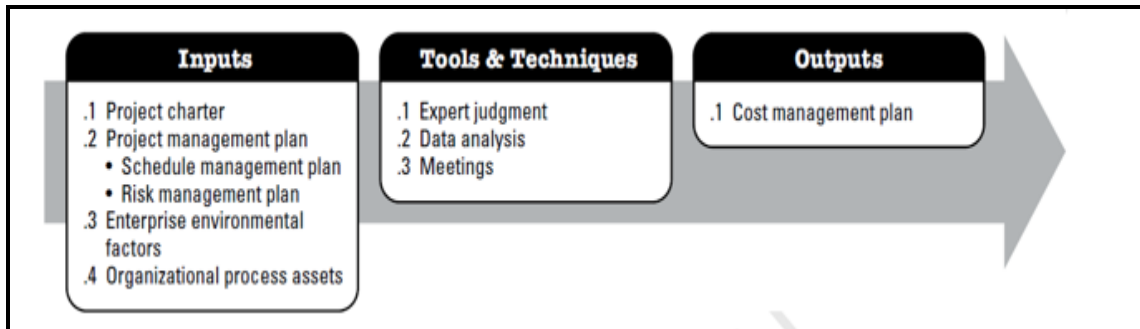 Inputs
.1 Project charter
.2 Project management plan
• Schedule management plan
• Risk management plan
.3 Enterprise environmental
factors
.4 Organizational process assets
Tools & Techniques
.1 Expert judgment
.2 Data analysis
.3 Meetings
Outputs
.1 Cost management plan